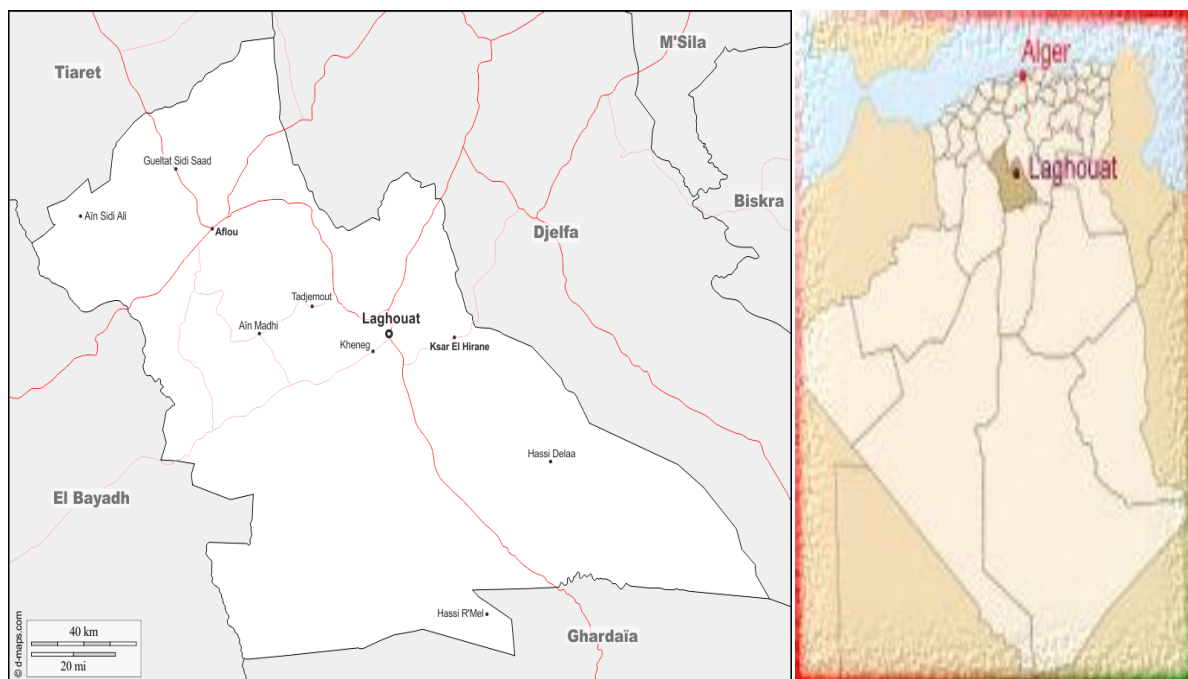 M'Sila
Tiaret
Gueltat Sidi Saad
Aïn Sidi Ali
Aflou
Biskra
Djelfa
Tadjemout
Laghouat
Aïn Madhi
Kheneg
Ksar El Hirane
Hassi Delaa
El Bayadh
Hassi R'Mel
Ghardaïa
40 km
20 mi
© d-maps.com
Alger
Laghouat